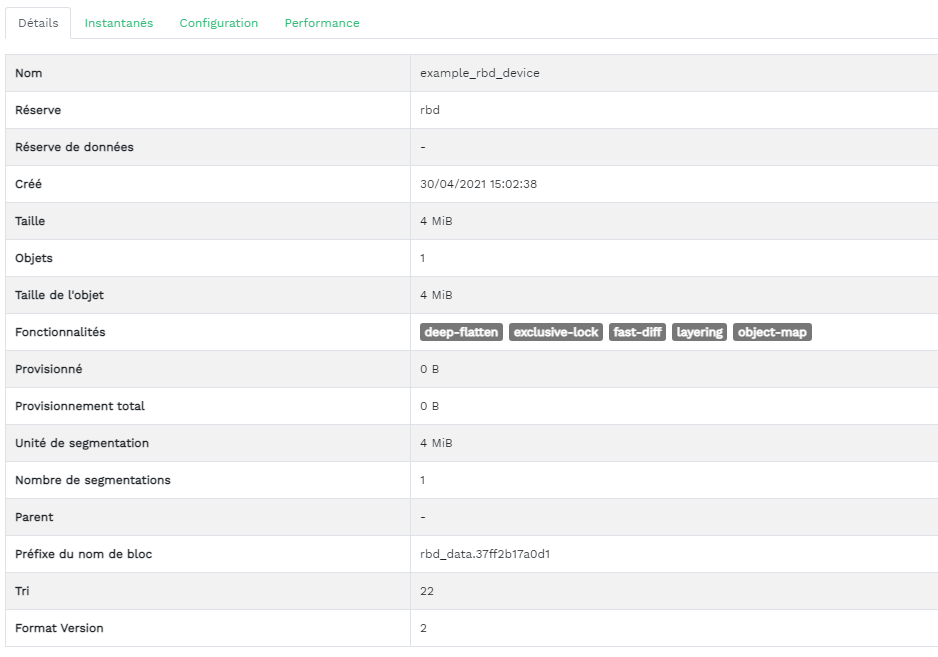 Détails Instantanés Configuration Performance
Nom example_rbd_device
Réserve rbd
Réserve de données -
Créé 30/04/2021 15:02:38
Taille 4 MiB
Objets 1
Taille de l'objet 4 MiB
Fonctionnalités deep-flatten exclusive-lock fast-diff layering object-map
Provisionné 0 B
Provisionnement total 0 B
Unité de segmentation 4 MiB
Nombre de segmentations 1
Parent -
Préfixe du nom de bloc rbd_data.37ff2b17a0d1
Tri 22
Format Version 2